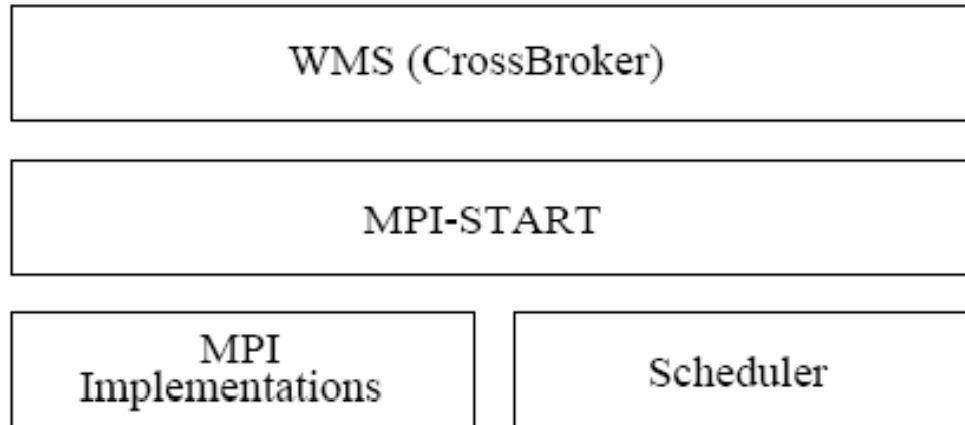 WMS (CrossBroker)
MPI-START
MPI
Implementations
Scheduler